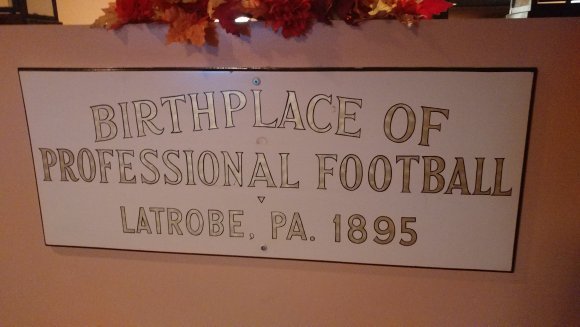 BIRTHPLACE OF
PROFESSIONAL FOOTBALL
LATROBE, PA. 1895